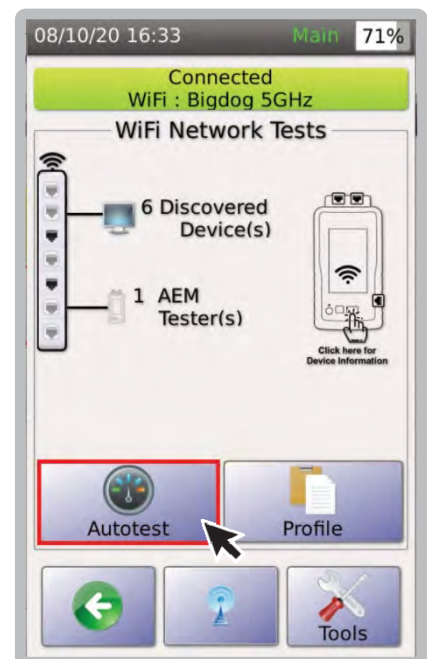 08/10/20 16:33 Main 71%
Connected
WiFi : Bigdog 5GHz
WiFi Network Tests
6 Discovered
Device(s)
1 AEM
Tester(s)
Click here for
Device Information
Autotest Profile
Tools